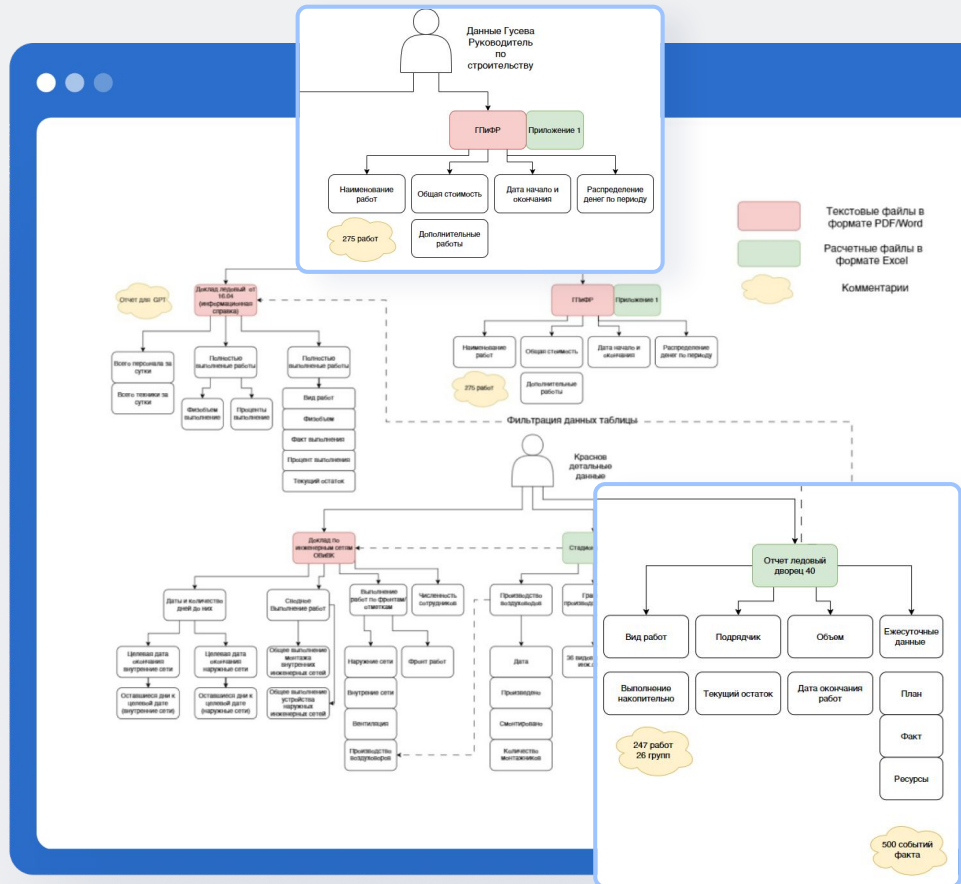 Данные Гусева
Руководитель
по
строительству
ГПиФР
Приложение 1
Наименование
работ
Общая стоимость
Дата начало и
окончания
Распределение
денег по периоду
275 работ
Дополнительные
работы
Текстовые файлы в
формате PDF/Word
Расчетные файлы в
формате Excel
Комментарии
Отчет для GPT
Доклад ледовый от
16.04
(информационная
справка)
ГПиФР
Приложение 1
Всего персонала за
сутки
Всего техники за
сутки
Полностью
выполненые работы
Физобъем
выполнение
Проценты
выполнение
Полностью
выполненые работы
Вид работ
Физобъем
Факт выполнения
Процент выполнения
Текущий остаток
Наименование
работ
Общая стоимость
Дата начало и
окончания
Распределение
денег по периоду
275 работ
Дополнительные
работы
Фильтрация данных таблицы
Краснов
детальные
данные
Доклад по
инженерным сетям
ОВиВК
Даты и количество
дней до них
Сводные
Выполнение работ
Выполнение
работ по фронтам/
отметкам
Численность
сотрудников
Производство
воздуховодов
Целевая дата
окончания
внутренние сети
Целевая дата
окончания
наружные сети
Общее выполнение
монтажа
внутренних
инженерных сетей
Наружние сети
Фронт работ
Дата
Оставшиеся дни к
целевой дате
(внутренние сети)
Оставшиеся дни к
целевой дате
(наружные сети)
Общее выполнение
устройства
наружных
инженерных сетей
Внутрение сети
Произведены
Вентиляция
Смонтированы
Производство
воздуховодов
Количество
монтажников
Отчет ледовый
дворец 40
Вид работ
Подрядчик
Объем
Ежесуточные
данные
Выполнение
накопительно
Текущий остаток
Дата окончания
работ
План
247 работ
26 групп
Факт
Ресурсы
500 событий
факта